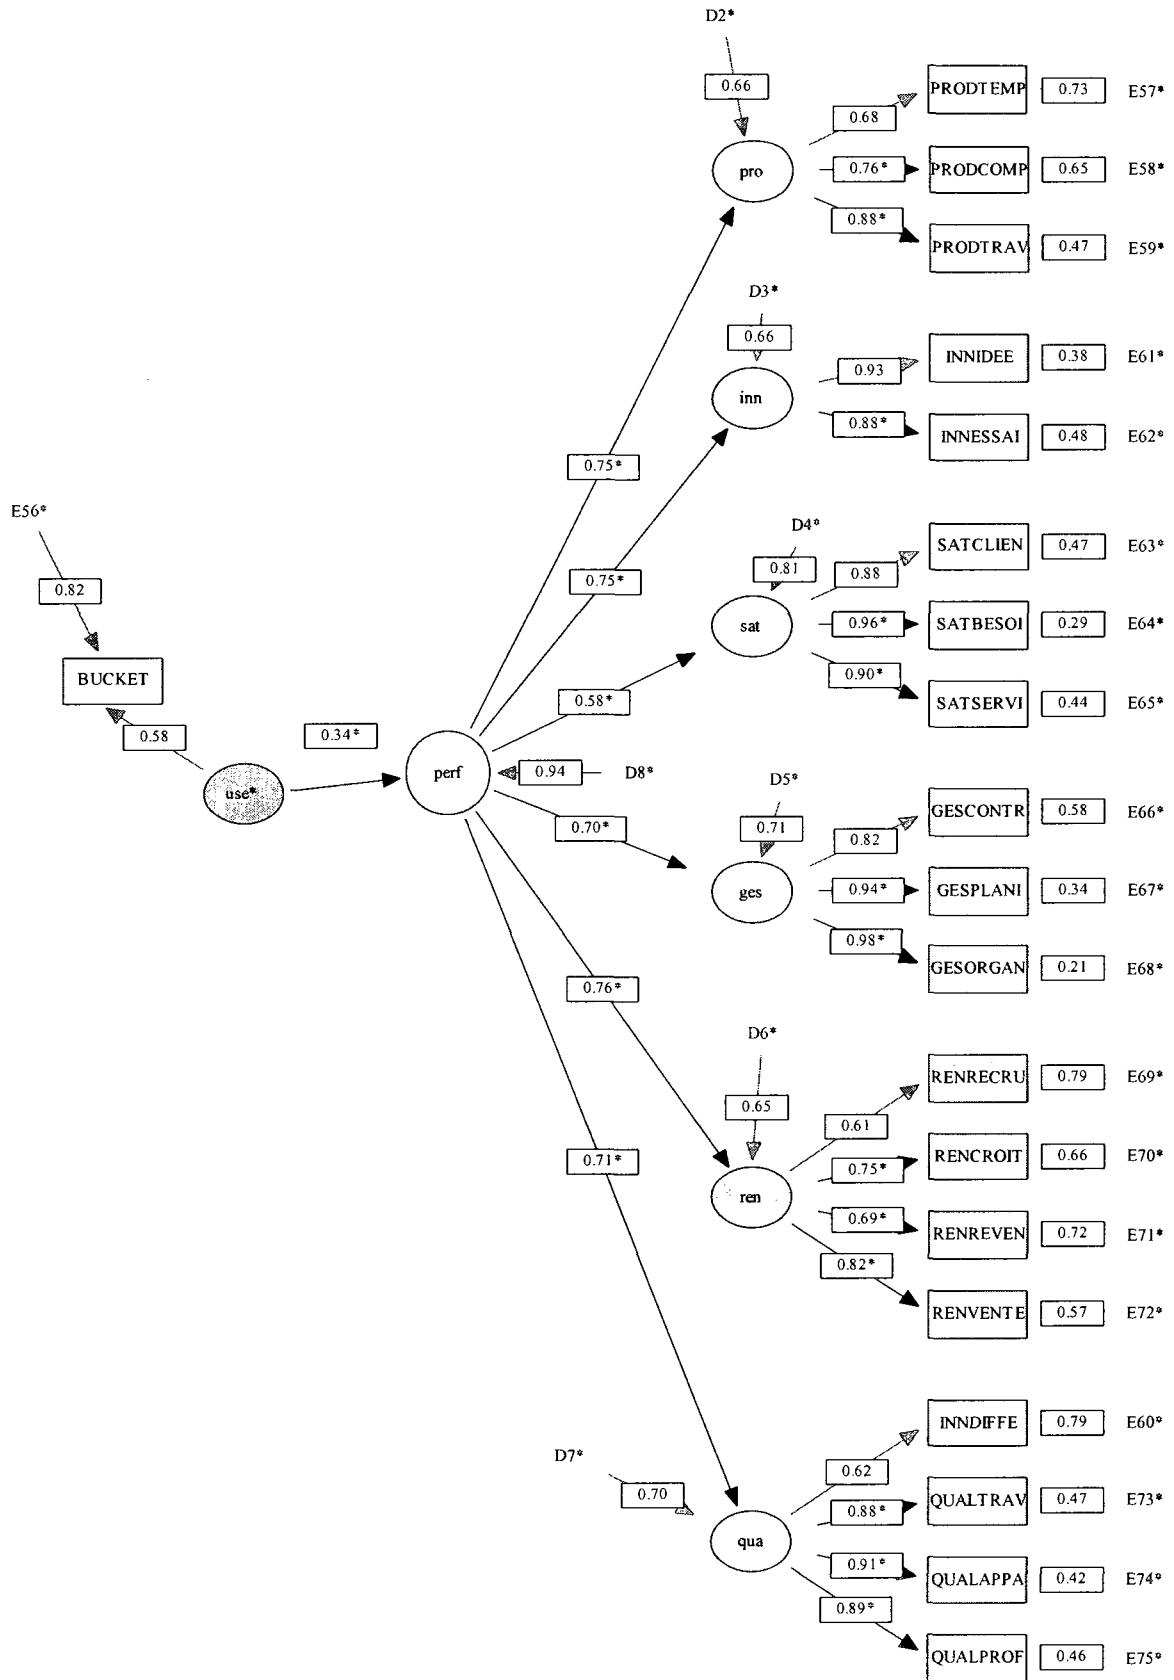 D2*
0.66
pro
0.68
PRODTEMP 0.73 E57*
0.76*
PRODCOMP 0.65 E58*
0.88*
PRODTRAV 0.47 E59*
D3*
0.66
inn
0.93
INNIDEE 0.38 E61*
0.88*
INNESSAI 0.48 E62*
0.75*
0.75*
D4*
0.81
sat
0.88
SATCLIEN 0.47 E63*
0.96*
SATBESOI 0.29 E64*
0.90*
SATSERVI 0.44 E65*
0.58*
E56*
0.82
BUCKET
0.58
use*
0.34*
perf
0.94
D8*
0.70*
D5*
0.71
ges
0.82
GESCONTR 0.58 E66*
0.94*
GESPLANI 0.34 E67*
0.98*
GESORGAN 0.21 E68*
0.76*
D6*
0.65
ren
0.61
RENRECRU 0.79 E69*
0.75*
RENCROIT 0.66 E70*
0.69*
RENREVEN 0.72 E71*
0.82*
RENVENTE 0.57 E72*
0.71*
D7*
0.70
qua
0.62
INNDIFFE 0.79 E60*
0.88*
QUALTRAV 0.47 E73*
0.91*
QUALAPPA 0.42 E74*
0.89*
QUALPROF 0.46 E75*